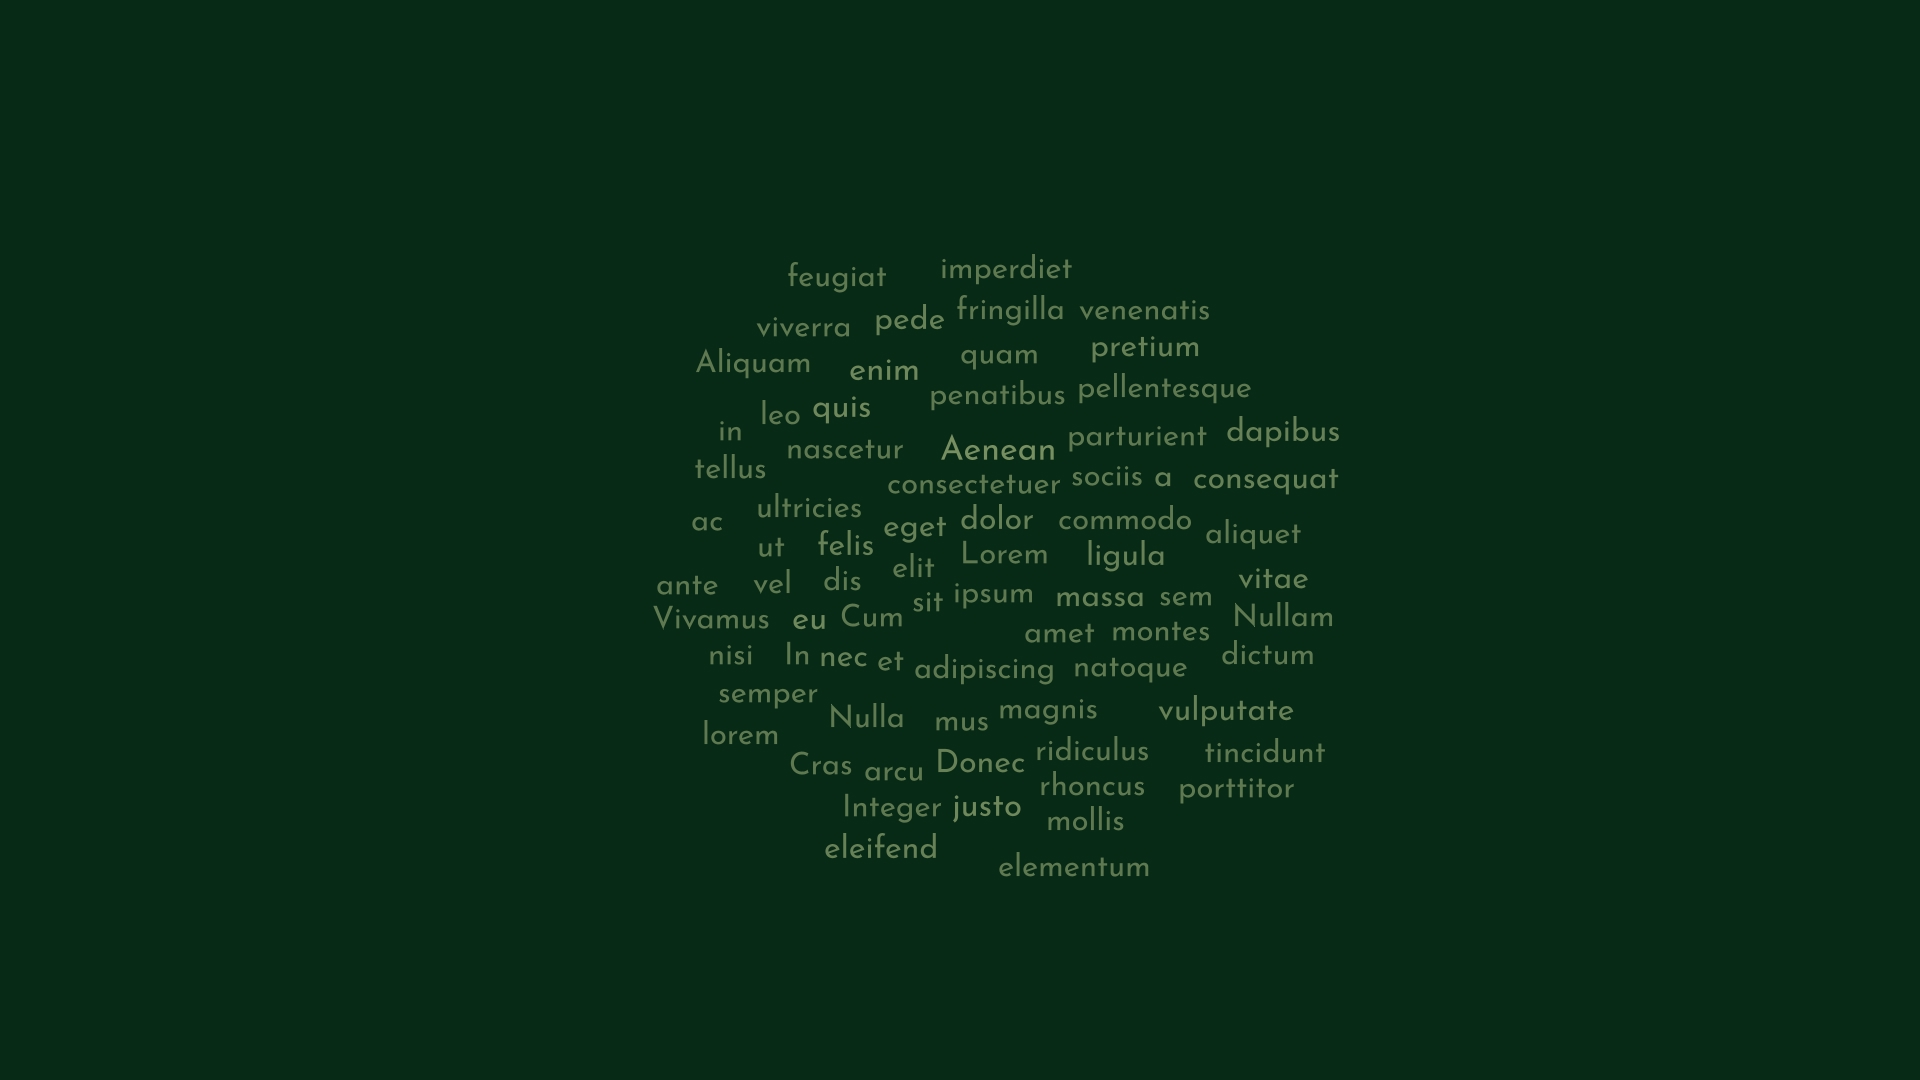 feugiat imperdiet
viverra pede fringilla venenatis
Aliquam enim quam pretium
leo quis penatibus pellentesque
in nascetur Aenean parturient dapibus
tellus consectetuer sociis a consequat
ac ultricies eget dolor commodo aliquet
ut felis elit Lorem ligula
ante vel dis sit ipsum massa sem vitae
Vivamus eu Cum amet montes Nullam
nisi In nec et adipiscing natoque dictum
semper Nulla mus magnis vulputate
lorem Cras arcu Donec ridiculus tincidunt
Integer justo rhoncus porttitor
eleifend mollis
elementum